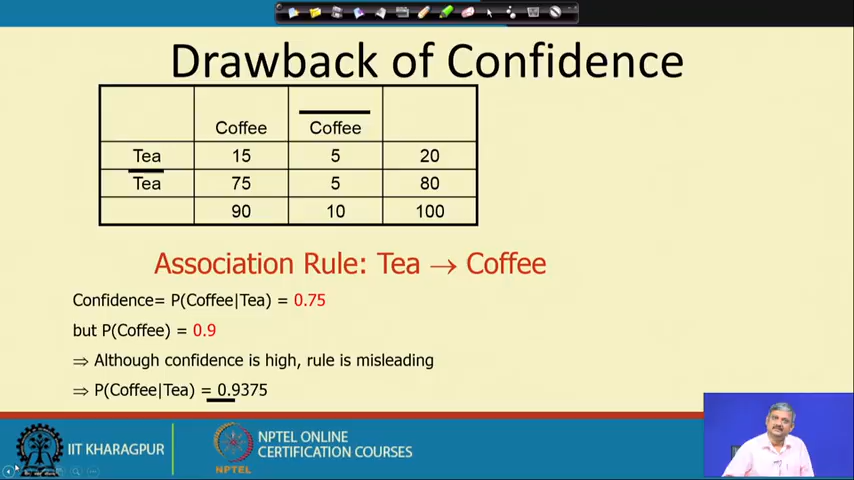 Drawback of Confidence
Coffee Coffee
Tea 15 5 20
Tea 75 5 80
90 10 100
Association Rule: Tea → Coffee
Confidence= P(Coffee|Tea) = 0.75
but P(Coffee) = 0.9
⇒ Although confidence is high, rule is misleading
⇒ P(Coffee|Tea) = 0.9375
IIT KHARAGPUR
NPTEL
NPTEL ONLINE
CERTIFICATION COURSES